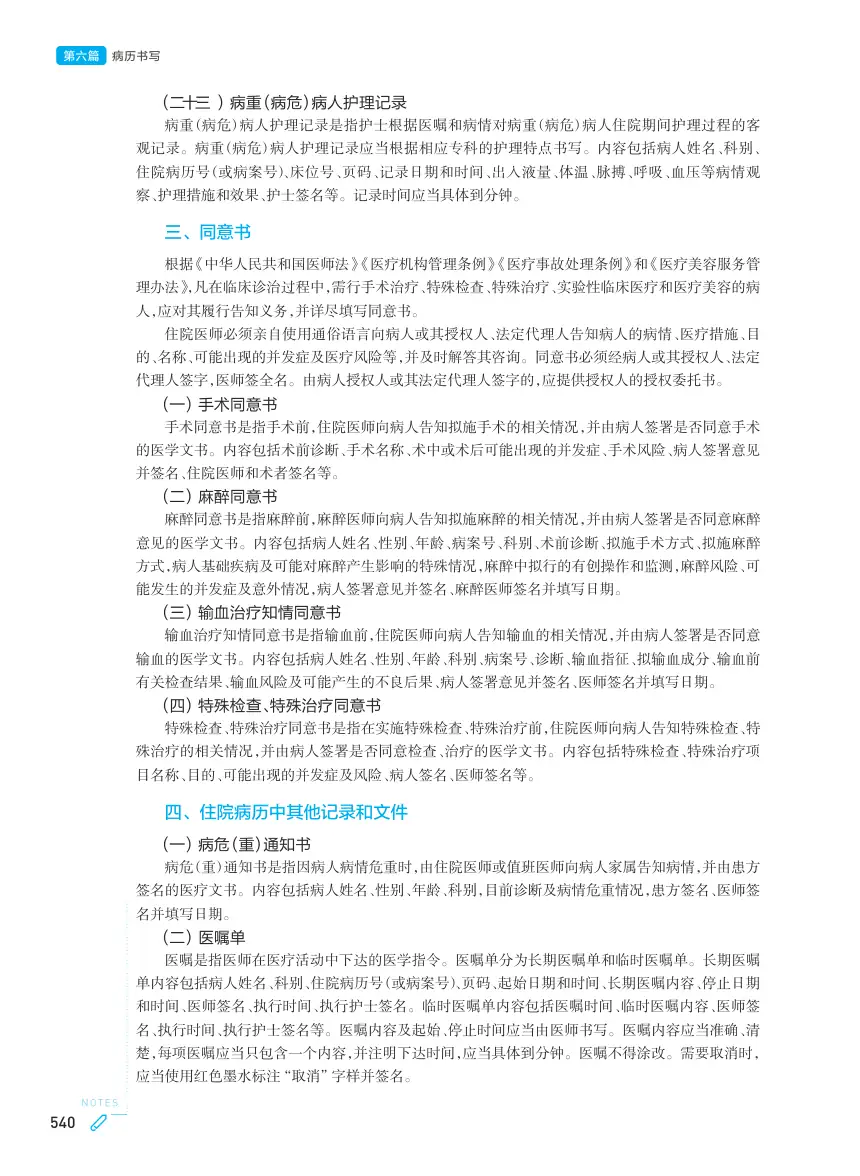 第六篇 病历书写
（二十三）病重（病危）病人护理记录
病重（病危）病人护理记录是指护士根据医嘱和病情对病重（病危）病人住院期间护理过程的客
观记录。病重（病危）病人护理记录应当根据相应专科的护理特点书写。内容包括病人姓名、科别、
住院病历号（或病案号）、床位号、页码、记录日期和时间、出入液量、体温、脉搏、呼吸、血压等病情观
察、护理措施和效果、护士签名等。记录时间应当具体到分钟。
三、同意书
根据《中华人民共和国医师法》《医疗机构管理条例》《医疗事故处理条例》和《医疗美容服务管
理办法》，凡在临床诊治过程中，需行手术治疗、特殊检查、特殊治疗、实验性临床医疗和医疗美容的病
人，应对其履行告知义务，并详尽填写同意书。
住院医师必须亲自使用通俗语言向病人或其授权人、法定代理人告知病人的病情、医疗措施、目
的、名称、可能出现的并发症及医疗风险等，并及时解答其咨询。同意书必须经病人或其授权人、法定
代理人签字，医师签全名。由病人授权人或其法定代理人签字的，应提供授权人的授权委托书。
（一）手术同意书
手术同意书是指手术前，住院医师向病人告知拟施手术的相关情况，并由病人签署是否同意手术
的医学文书。内容包括术前诊断、手术名称、术中或术后可能出现的并发症、手术风险、病人签署意见
并签名、住院医师和术者签名等。
（二）麻醉同意书
麻醉同意书是指麻醉前，麻醉医师向病人告知拟施麻醉的相关情况，并由病人签署是否同意麻醉
意见的医学文书。内容包括病人姓名、性别、年龄、病案号、科别、术前诊断、拟施手术方式、拟施麻醉
方式，病人基础疾病及可能对麻醉产生影响的特殊情况，麻醉中拟行的有创操作和监测，麻醉风险、可
能发生的并发症及意外情况，病人签署意见并签名、麻醉医师签名并填写日期。
（三）输血治疗知情同意书
输血治疗知情同意书是指输血前，住院医师向病人告知输血的相关情况，并由病人签署是否同意
输血的医学文书。内容包括病人姓名、性别、年龄、科别、病案号、诊断、输血指征、拟输血成分、输血前
有关检查结果、输血风险及可能产生的不良后果、病人签署意见并签名、医师签名并填写日期。
（四）特殊检查、特殊治疗同意书
特殊检查、特殊治疗同意书是指在实施特殊检查、特殊治疗前，住院医师向病人告知特殊检查、特
殊治疗的相关情况，并由病人签署是否同意检查、治疗的医学文书。内容包括特殊检查、特殊治疗项
目名称、目的、可能出现的并发症及风险、病人签名、医师签名等。
四、住院病历中其他记录和文件
（一）病危（重）通知书
病危（重）通知书是指因病人病情危重时，由住院医师或值班医师向病人家属告知病情，并由患方
签名的医疗文书。内容包括病人姓名、性别、年龄、科别，目前诊断及病情危重情况，患方签名、医师签
名并填写日期。
（二）医嘱单
医嘱是指医师在医疗活动中下达的医学指令。医嘱单分为长期医嘱单和临时医嘱单。长期医嘱
单内容包括病人姓名、科别、住院病历号（或病案号）、页码、起始日期和时间、长期医嘱内容、停止日期
和时间、医师签名、执行时间、执行护士签名。临时医嘱单内容包括医嘱时间、临时医嘱内容、医师签
名、执行时间、执行护士签名等。医嘱内容及起始、停止时间应当由医师书写。医嘱内容应当准确、清
楚，每项医嘱应当只包含一个内容，并注明下达时间，应当具体到分钟。医嘱不得涂改。需要取消时，
应当使用红色墨水标注“取消”字样并签名。
NOTES
540